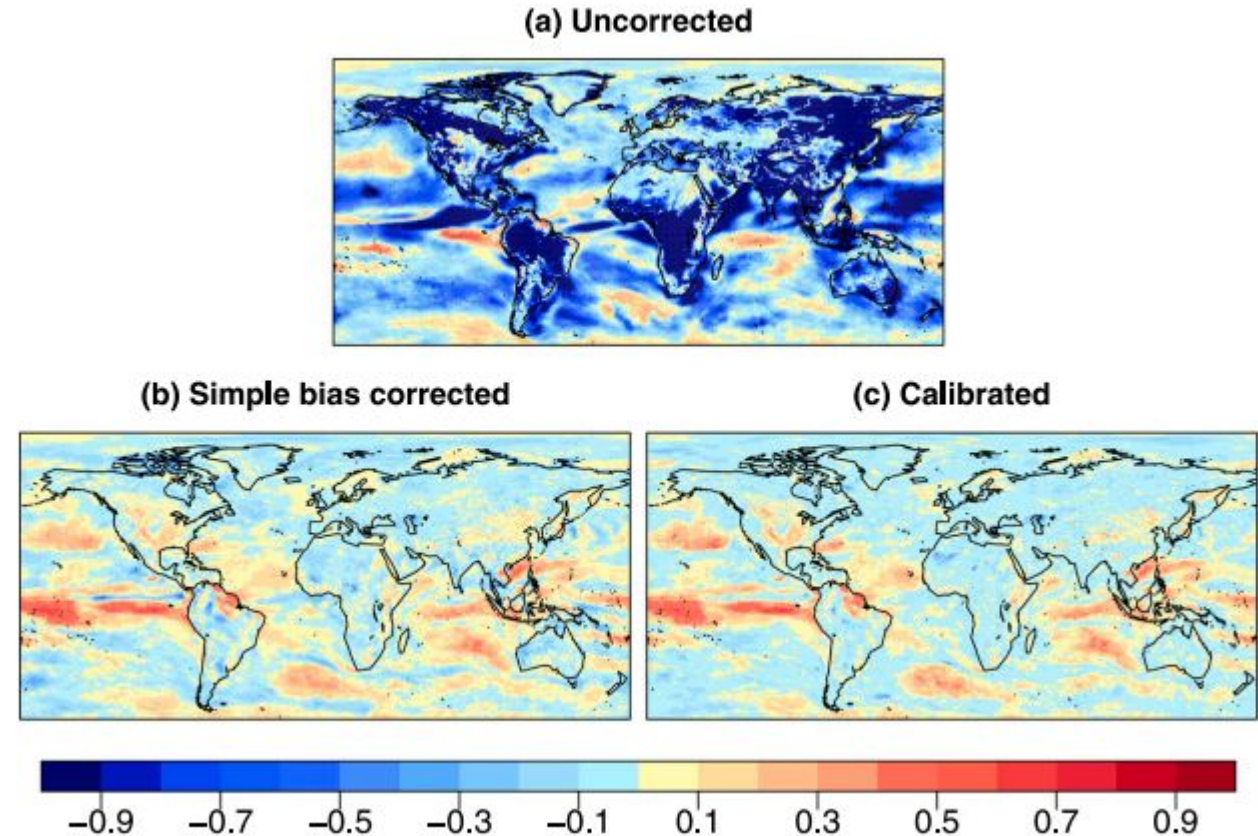 (a) Uncorrected
(b) Simple bias corrected
(c) Calibrated
−0.9 −0.7 −0.5 −0.3 −0.1 0.1 0.3 0.5 0.7 0.9